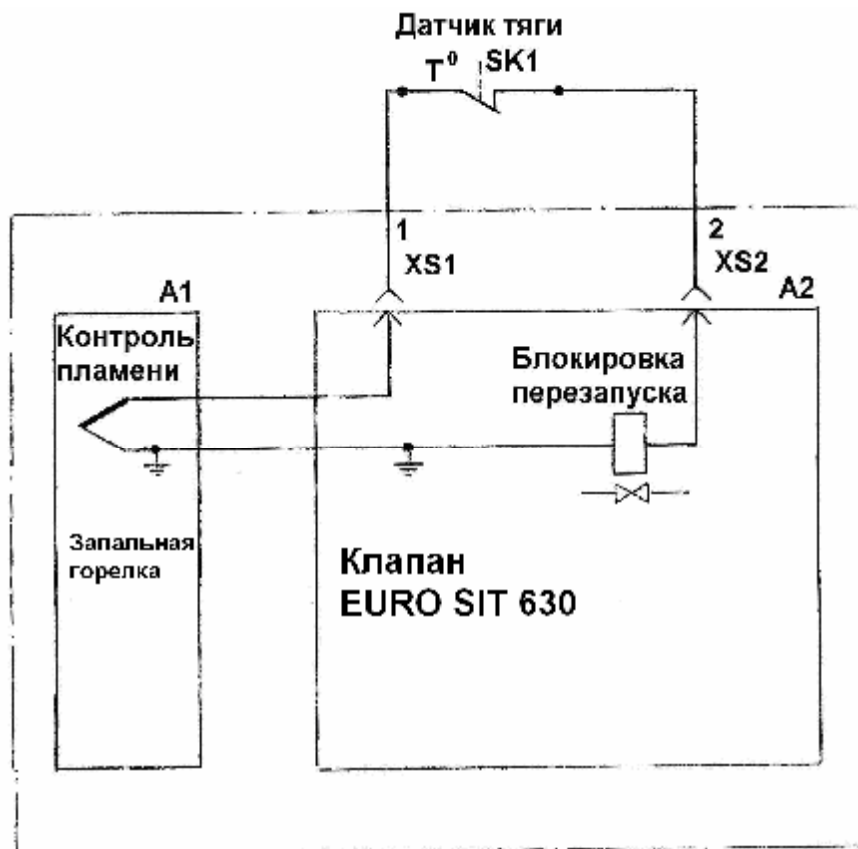 Датчик тяги
T⁰ SK1
1
XS1
2
XS2
A1
A2
Контроль
пламени
Блокировка
перезапуска
Запальная
горелка
Клапан
EURO SIT 630